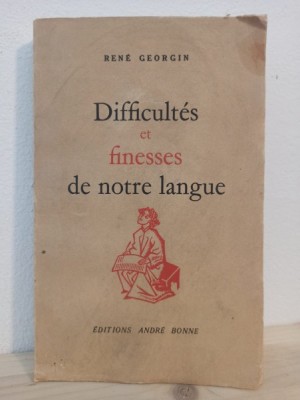 RENÉ GEORGIN
Difficultés
et
finesses
de notre langue
ÉDITIONS ANDRÉ BONNE